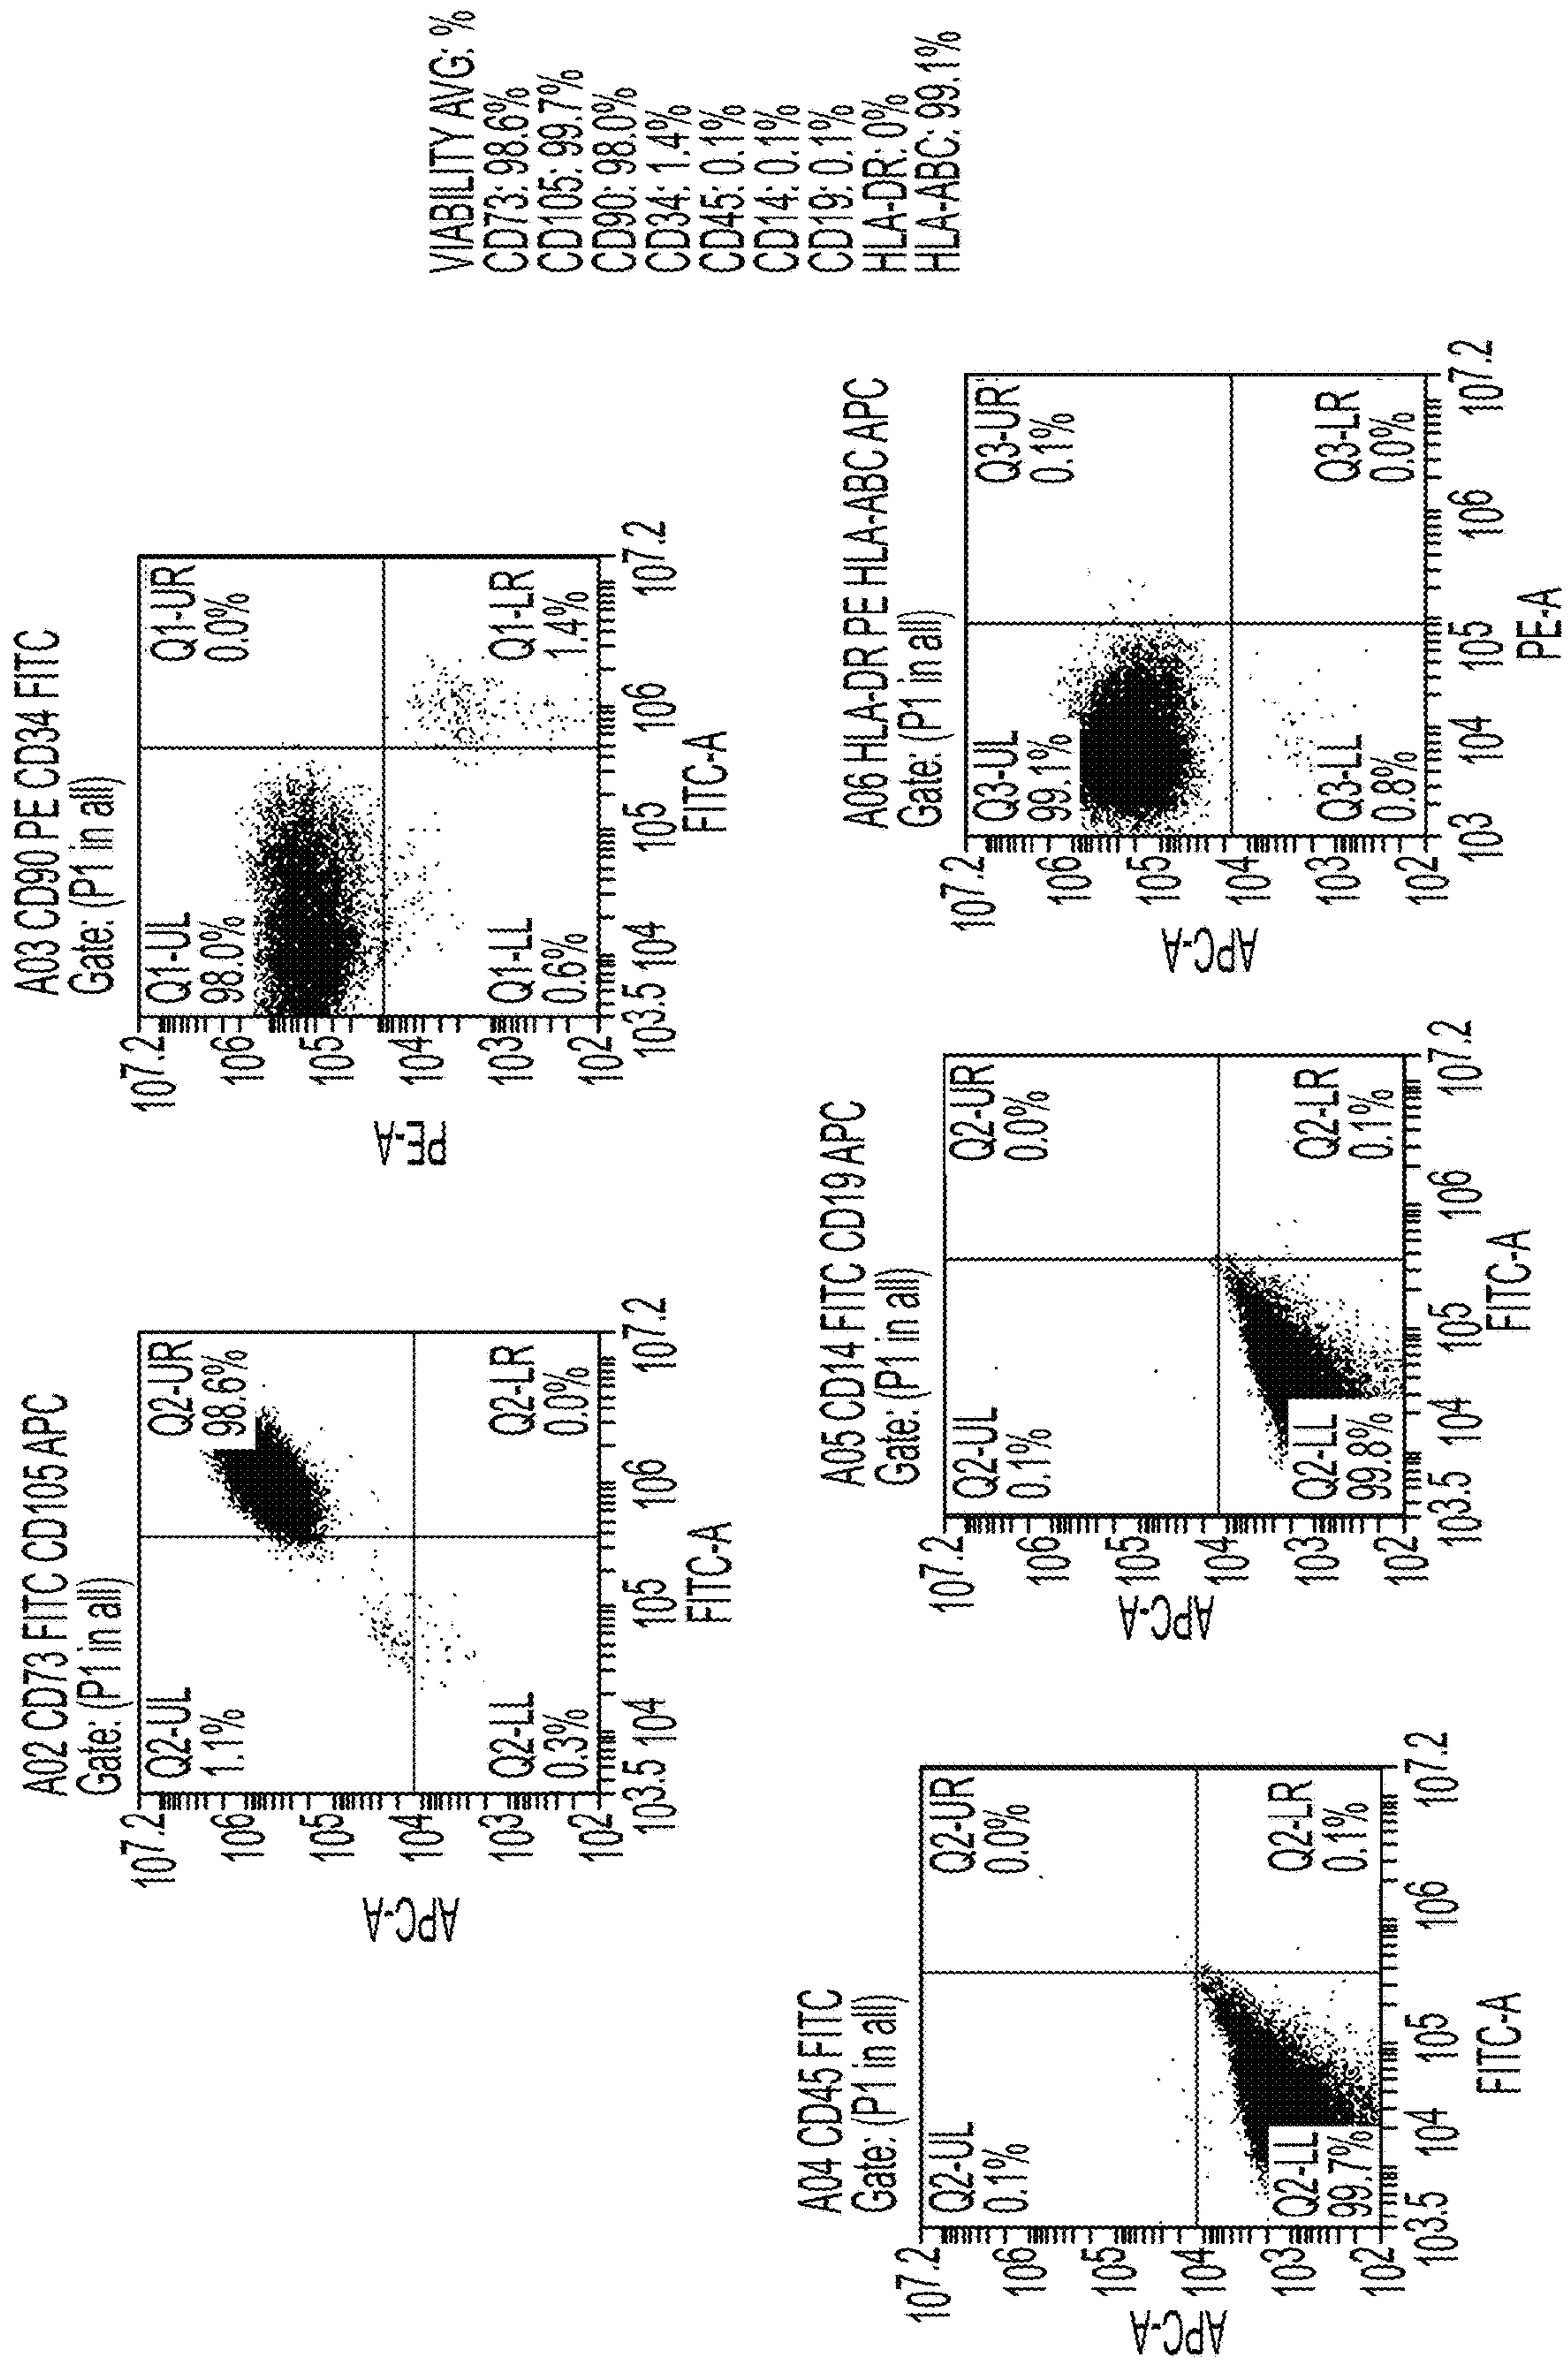 A02 CD73 FITC CD105 APC
Gate: (P1 in all)
107.2
106
105
104
103
102
APC-A
Q2-UL
1.1%
Q2-UR
98.6%
Q2-LL
0.3%
Q2-LR
0.0%
103.5
104
105
106
107.2
FITC-A
A03 CD90 PE CD34 FITC
Gate: (P1 in all)
107.2
106
105
104
103
102
PE-A
Q1-UL
98.0%
Q1-UR
0.0%
Q1-LL
0.6%
Q1-LR
1.4%
103.5
104
105
106
107.2
FITC-A
VIABILITY AVG: %
CD73: 98.6%
CD105: 99.7%
CD90: 98.0%
CD34: 1.4%
CD45: 0.1%
CD14: 0.1%
CD19: 0.1%
HLA-DR: 0%
HLA-ABC: 99.1%
A04 CD45 FITC
Gate: (P1 in all)
107.2
106
105
104
103
102
APC-A
Q2-UL
0.1%
Q2-UR
0.0%
Q2-LL
99.7%
Q2-LR
0.1%
103.5
104
105
106
107.2
FITC-A
A05 CD14 FITC CD19 APC
Gate: (P1 in all)
107.2
106
105
104
103
102
APC-A
Q2-UL
0.1%
Q2-UR
0.0%
Q2-LL
99.8%
Q2-LR
0.1%
103.5
104
105
106
107.2
FITC-A
A06 HLA-DR PE HLA-ABC APC
Gate: (P1 in all)
107.2
106
105
104
103
102
APC-A
Q3-UL
99.1%
Q3-UR
0.1%
Q3-LL
0.8%
Q3-LR
0.0%
103
104
105
106
107.2
PE-A